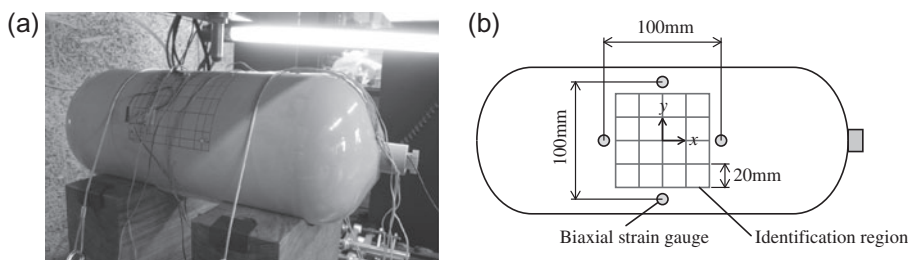 (a)
(b)
100mm
100mm
y
x
20mm
Biaxial strain gauge
Identification region